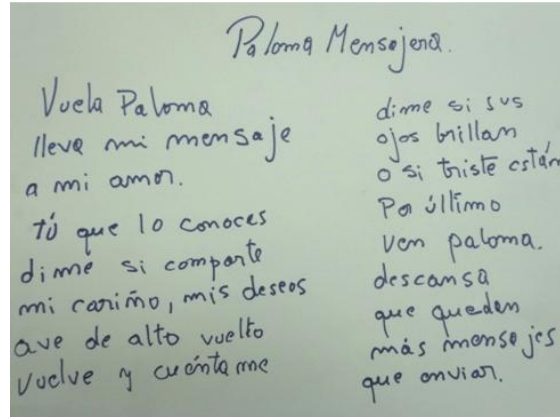 Paloma Mensajera.
Vuela Paloma
lleva mi mensaje
a mi amor.
tú que lo conoces
dime si comparte
mi cariño, mis deseos
ave de alto vuelto
vuelve y cuéntame
dime si sus
ojos brillan
o si triste están
Por último
ven paloma.
descansa
que queden
más mensajes
que enviar.